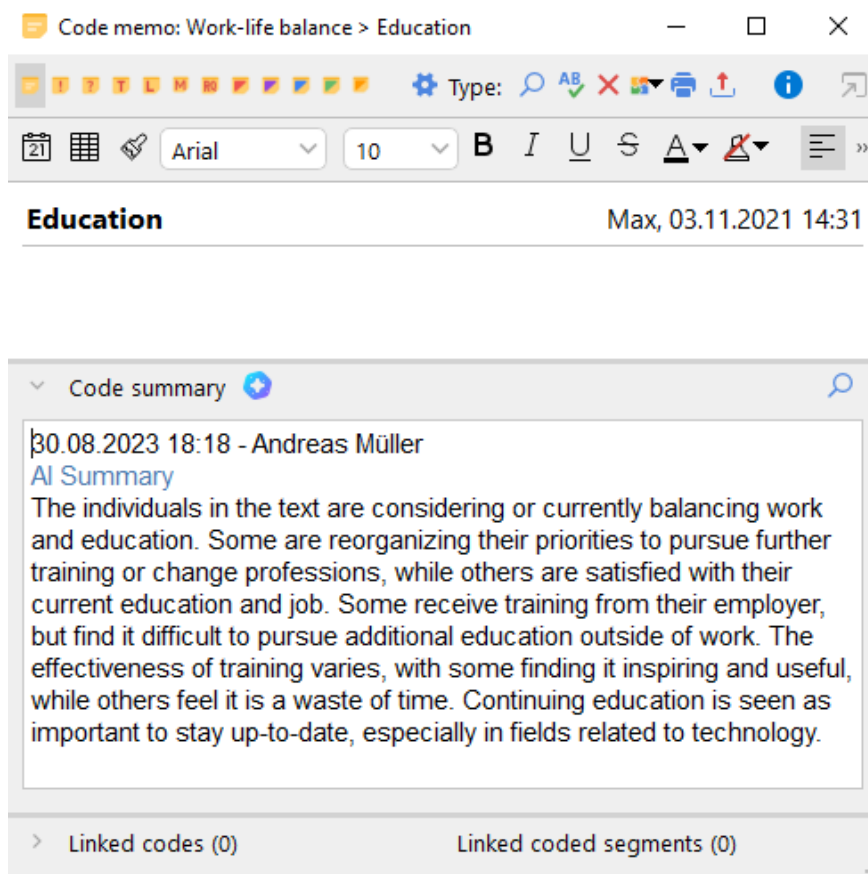 Code memo: Work-life balance > Education
! ? T L M RQ Type: AB
21 Arial 10 B I U S A »
Education Max, 03.11.2021 14:31
Code summary
30.08.2023 18:18 - Andreas Müller
AI Summary
The individuals in the text are considering or currently balancing work
and education. Some are reorganizing their priorities to pursue further
training or change professions, while others are satisfied with their
current education and job. Some receive training from their employer,
but find it difficult to pursue additional education outside of work. The
effectiveness of training varies, with some finding it inspiring and useful,
while others feel it is a waste of time. Continuing education is seen as
important to stay up-to-date, especially in fields related to technology.
Linked codes (0) Linked coded segments (0)